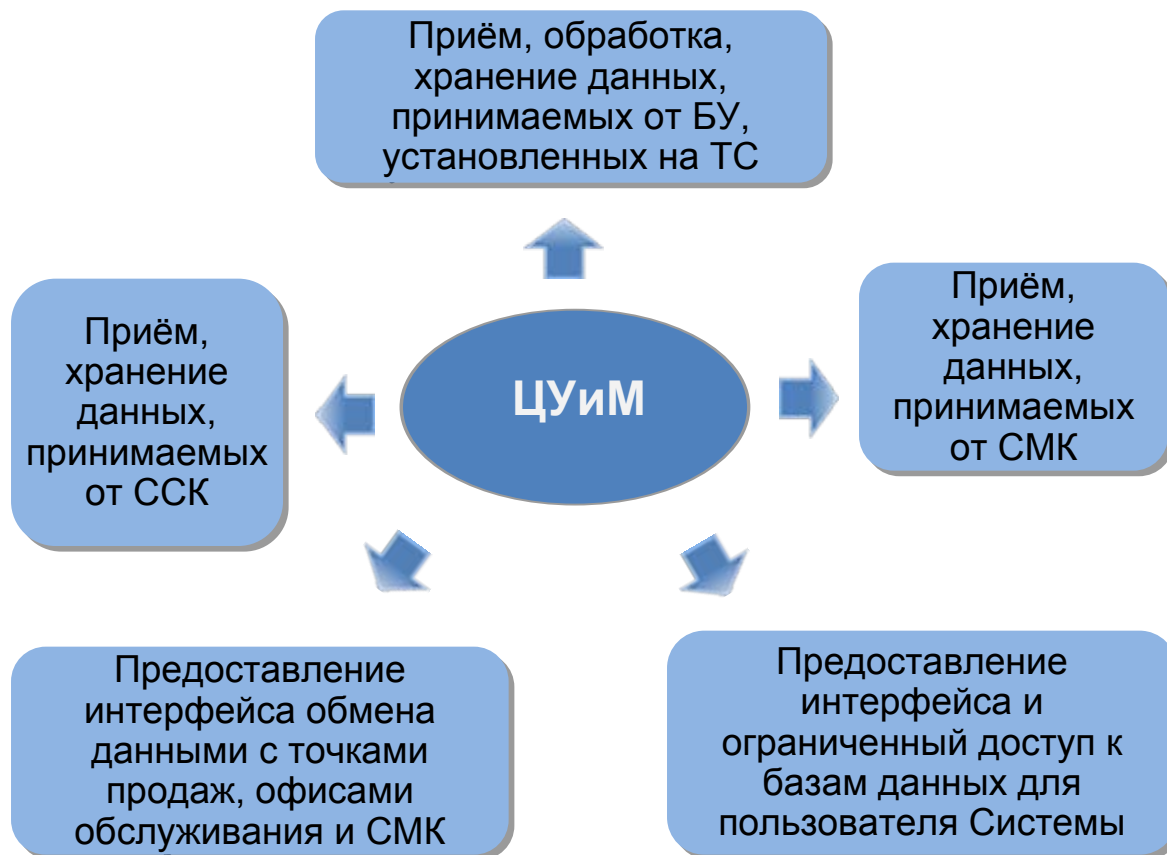 Приём, обработка,
хранение данных,
принимаемых от БУ,
установленных на ТС
Приём,
хранение
данных,
принимаемых
от ССК
ЦУиМ
Приём,
хранение
данных,
принимаемых
от СМК
Предоставление
интерфейса обмена
данными с точками
продаж, офисами
обслуживания и СМК
Предоставление
интерфейса и
ограниченный доступ к
базам данных для
пользователя Системы